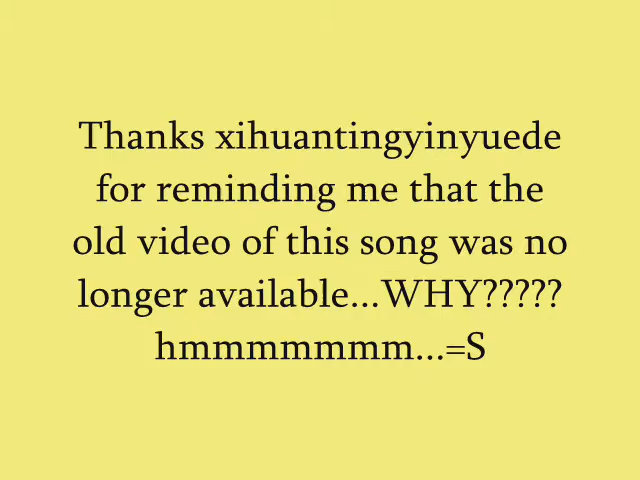 Thanks xihuantingyinyuede
for reminding me that the
old video of this song was no
longer available...WHY?????
hmmmmmmm...=S